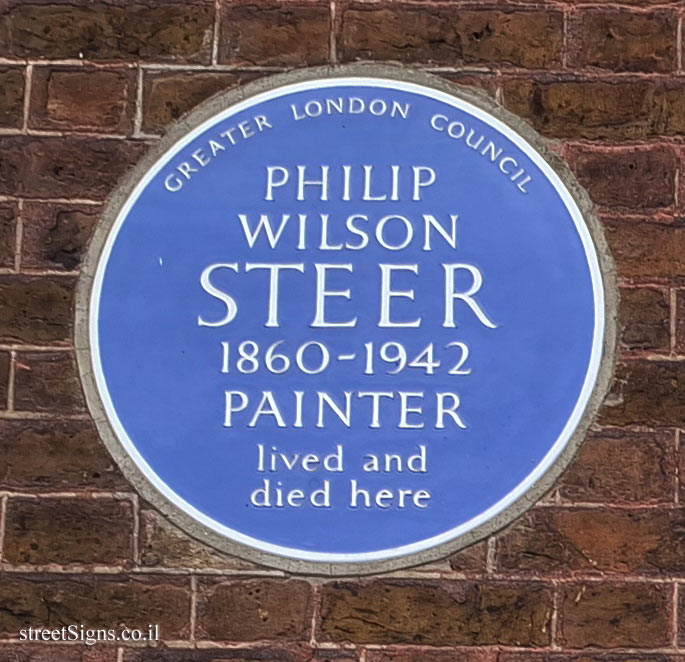 GREATER LONDON COUNCIL
PHILIP
WILSON
STEER
1860-1942
PAINTER
lived and
died here
streetSigns.co.il